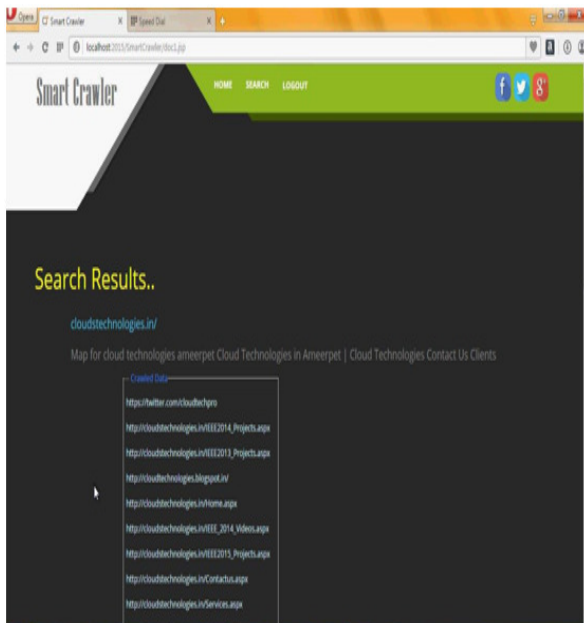 Opera
Smart Crawler
Speed Dial
localhost:2015/SmartCrawler/doc1.jsp
Smart Crawler
HOME SEARCH LOGOUT
Search Results..
cloudstechnologies.in/
Map for cloud technologies ameerpet Cloud Technologies in Ameerpet | Cloud Technologies Contact Us Clients
Crawled Data
https://twitter.com/cloudtechpro
http://cloudstechnologies.in/IEEE2014_Projects.aspx
http://cloudstechnologies.in/IEEE2013_Projects.aspx
http://cloudtechnologies.blogspot.in/
http://cloudstechnologies.in/Home.aspx
http://cloudstechnologies.in/IEEE_2014_Videos.aspx
http://cloudstechnologies.in/IEEE2015_Projects.aspx
http://cloudstechnologies.in/Contactus.aspx
http://cloudstechnologies.in/Services.aspx